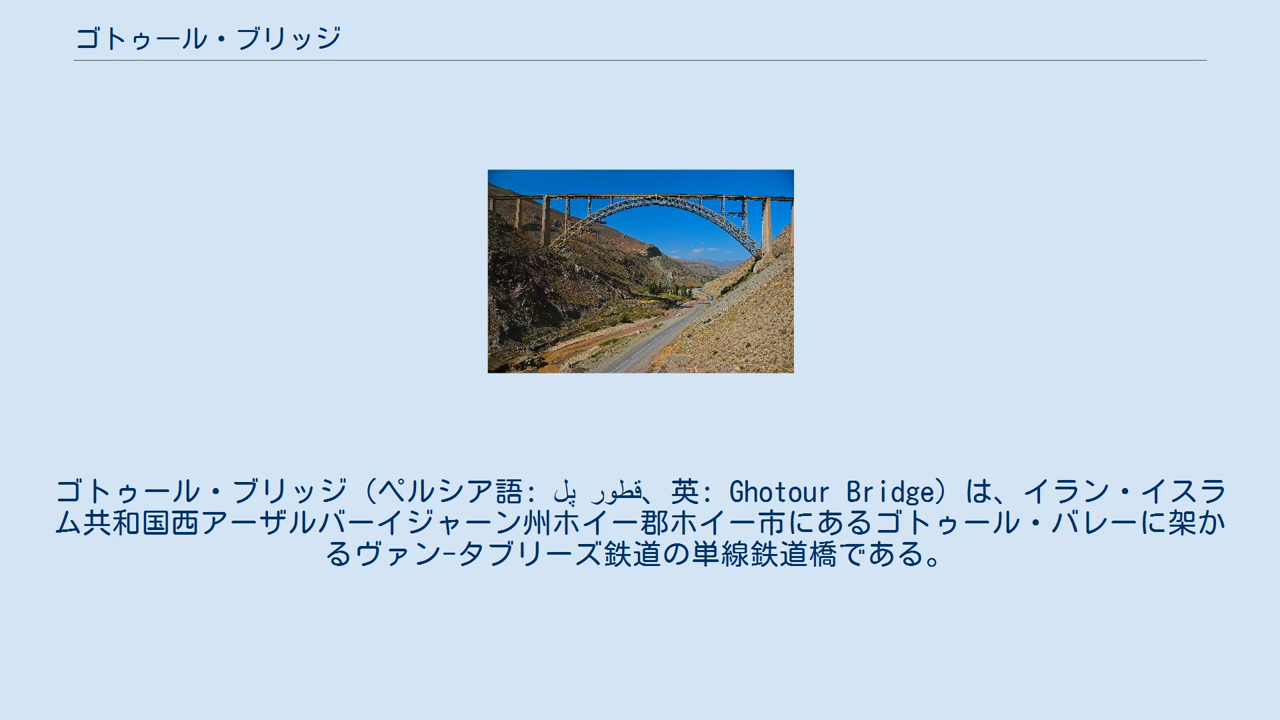 ゴトゥール・ブリッジ
ゴトゥール・ブリッジ（ペルシア語: پل قطور、英: Ghotour Bridge）は、イラン・イスラ
ム共和国西アーザルバーイジャーン州ホイー郡ホイー市にあるゴトゥール・バレーに架か
るヴァン-タブリーズ鉄道の単線鉄道橋である。